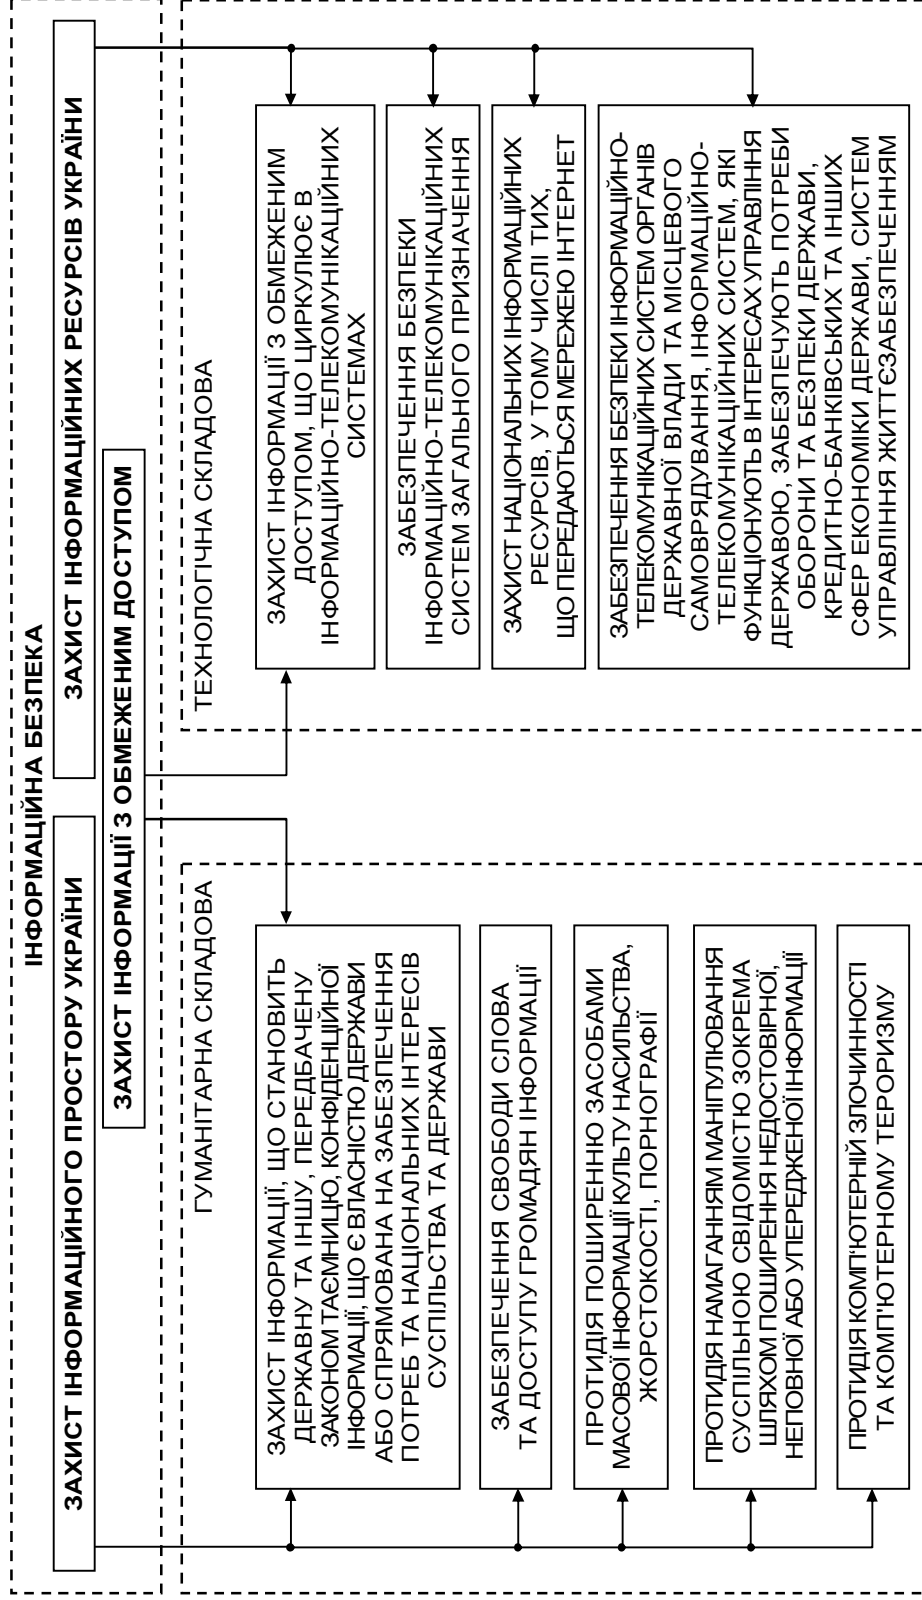 ІНФОРМАЦІЙНА БЕЗПЕКА
ЗАХИСТ ІНФОРМАЦІЙНОГО ПРОСТОРУ УКРАЇНИ
ЗАХИСТ ІНФОРМАЦІЙНИХ РЕСУРСІВ УКРАЇНИ
ЗАХИСТ ІНФОРМАЦІЇ З ОБМЕЖЕНИМ ДОСТУПОМ
ГУМАНІТАРНА СКЛАДОВА
ЗАХИСТ ІНФОРМАЦІЇ, ЩО СТАНОВИТЬ
ДЕРЖАВНУ ТА ІНШУ, ПЕРЕДБАЧЕНУ
ЗАКОНОМ ТАЄМНИЦЮ, КОНФІДЕНЦІЙНОЇ
ІНФОРМАЦІЇ, ЩО Є ВЛАСНІСТЮ ДЕРЖАВИ
АБО СПРЯМОВАНА НА ЗАБЕЗПЕЧЕННЯ
ПОТРЕБ ТА НАЦІОНАЛЬНИХ ІНТЕРЕСІВ
СУСПІЛЬСТВА ТА ДЕРЖАВИ
ЗАБЕЗПЕЧЕННЯ СВОБОДИ СЛОВА
ТА ДОСТУПУ ГРОМАДЯН ІНФОРМАЦІЇ
ПРОТИДІЯ ПОШИРЕННЮ ЗАСОБАМИ
МАСОВОЇ ІНФОРМАЦІЇ КУЛЬТУ НАСИЛЬСТВА,
ЖОРСТОКОСТІ, ПОРНОГРАФІЇ
ПРОТИДІЯ НАМАГАННЯМ МАНІПУЛЮВАННЯ
СУСПІЛЬНОЮ СВІДОМІСТЮ ЗОКРЕМА
ШЛЯХОМ ПОШИРЕННЯ НЕДОСТОВІРНОЇ,
НЕПОВНОЇ АБО УПЕРЕДЖЕНОЇ ІНФОРМАЦІЇ
ПРОТИДІЯ КОМП'ЮТЕРНІЙ ЗЛОЧИННОСТІ
ТА КОМП'ЮТЕРНОМУ ТЕРОРИЗМУ
ТЕХНОЛОГІЧНА СКЛАДОВА
ЗАХИСТ ІНФОРМАЦІЇ З ОБМЕЖЕНИМ
ДОСТУПОМ, ЩО ЦИРКУЛЮЄ В
ІНФОРМАЦІЙНО-ТЕЛЕКОМУНІКАЦІЙНИХ
СИСТЕМАХ
ЗАБЕЗПЕЧЕННЯ БЕЗПЕКИ
ІНФОРМАЦІЙНО-ТЕЛЕКОМУНІКАЦІЙНИХ
СИСТЕМ ЗАГАЛЬНОГО ПРИЗНАЧЕННЯ
ЗАХИСТ НАЦІОНАЛЬНИХ ІНФОРМАЦІЙНИХ
РЕСУРСІВ, У ТОМУ ЧИСЛІ ТИХ,
ЩО ПЕРЕДАЮТЬСЯ МЕРЕЖЕЮ ІНТЕРНЕТ
ЗАБЕЗПЕЧЕННЯ БЕЗПЕКИ ІНФОРМАЦІЙНО-
ТЕЛЕКОМУНІКАЦІЙНИХ СИСТЕМ ОРГАНІВ
ДЕРЖАВНОЇ ВЛАДИ ТА МІСЦЕВОГО
САМОВРЯДУВАННЯ, ІНФОРМАЦІЙНО-
ТЕЛЕКОМУНІКАЦІЙНИХ СИСТЕМ, ЯКІ
ФУНКЦІОНУЮТЬ В ІНТЕРЕСАХ УПРАВЛІННЯ
ДЕРЖАВОЮ, ЗАБЕЗПЕЧУЮТЬ ПОТРЕБИ
ОБОРОНИ ТА БЕЗПЕКИ ДЕРЖАВИ,
КРЕДИТНО-БАНКІВСЬКИХ ТА ІНШИХ
СФЕР ЕКОНОМІКИ ДЕРЖАВИ, СИСТЕМ
УПРАВЛІННЯ ЖИТТЄЗАБЕЗПЕЧЕННЯМ